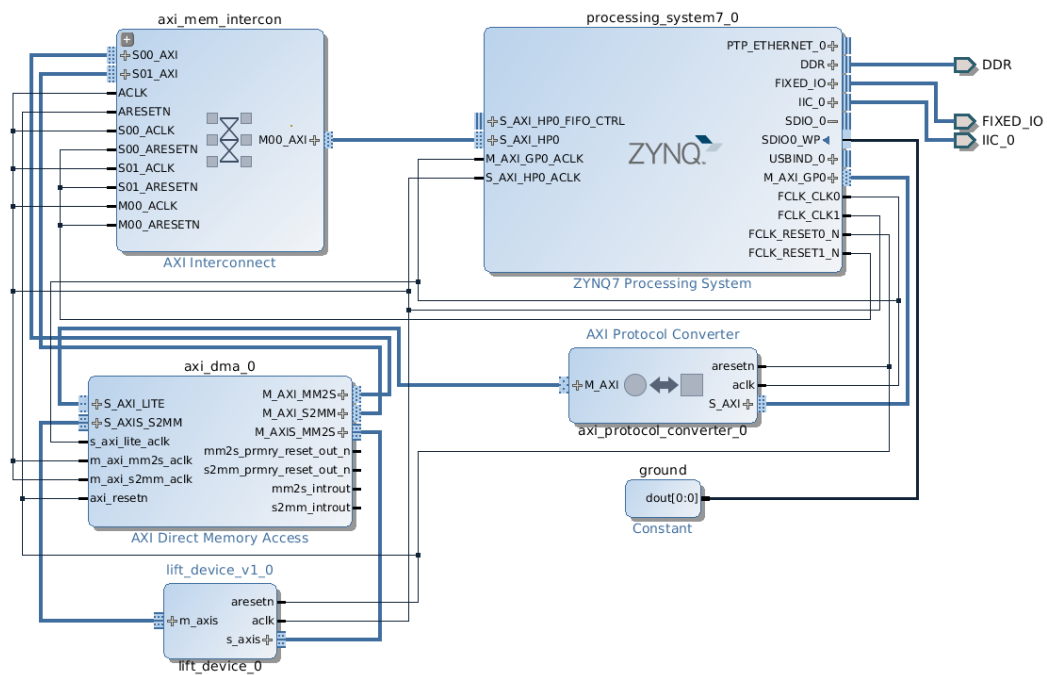 axi_mem_intercon
S00_AXI
S01_AXI
ACLK
ARESETN
S00_ACLK
S00_ARESETN
S01_ACLK
S01_ARESETN
M00_ACLK
M00_ARESETN
M00_AXI
AXI Interconnect
processing_system7_0
S_AXI_HP0_FIFO_CTRL
S_AXI_HP0
M_AXI_GP0_ACLK
S_AXI_HP0_ACLK
ZYNQ
PTP_ETHERNET_0
DDR
FIXED_IO
IIC_0
SDIO_0
SDIO0_WP
USBIND_0
M_AXI_GP0
FCLK_CLK0
FCLK_CLK1
FCLK_RESET0_N
FCLK_RESET1_N
ZYNQ7 Processing System
DDR
FIXED_IO
IIC_0
AXI Protocol Converter
M_AXI
aresetn
aclk
S_AXI
axi_protocol_converter_0
axi_dma_0
S_AXI_LITE
S_AXIS_S2MM
s_axi_lite_aclk
m_axi_mm2s_aclk
m_axi_s2mm_aclk
axi_resetn
M_AXI_MM2S
M_AXI_S2MM
M_AXIS_MM2S
mm2s_prmry_reset_out_n
s2mm_prmry_reset_out_n
mm2s_introut
s2mm_introut
AXI Direct Memory Access
ground
dout[0:0]
Constant
lift_device_v1_0
m_axis
aresetn
aclk
s_axis
lift_device_0